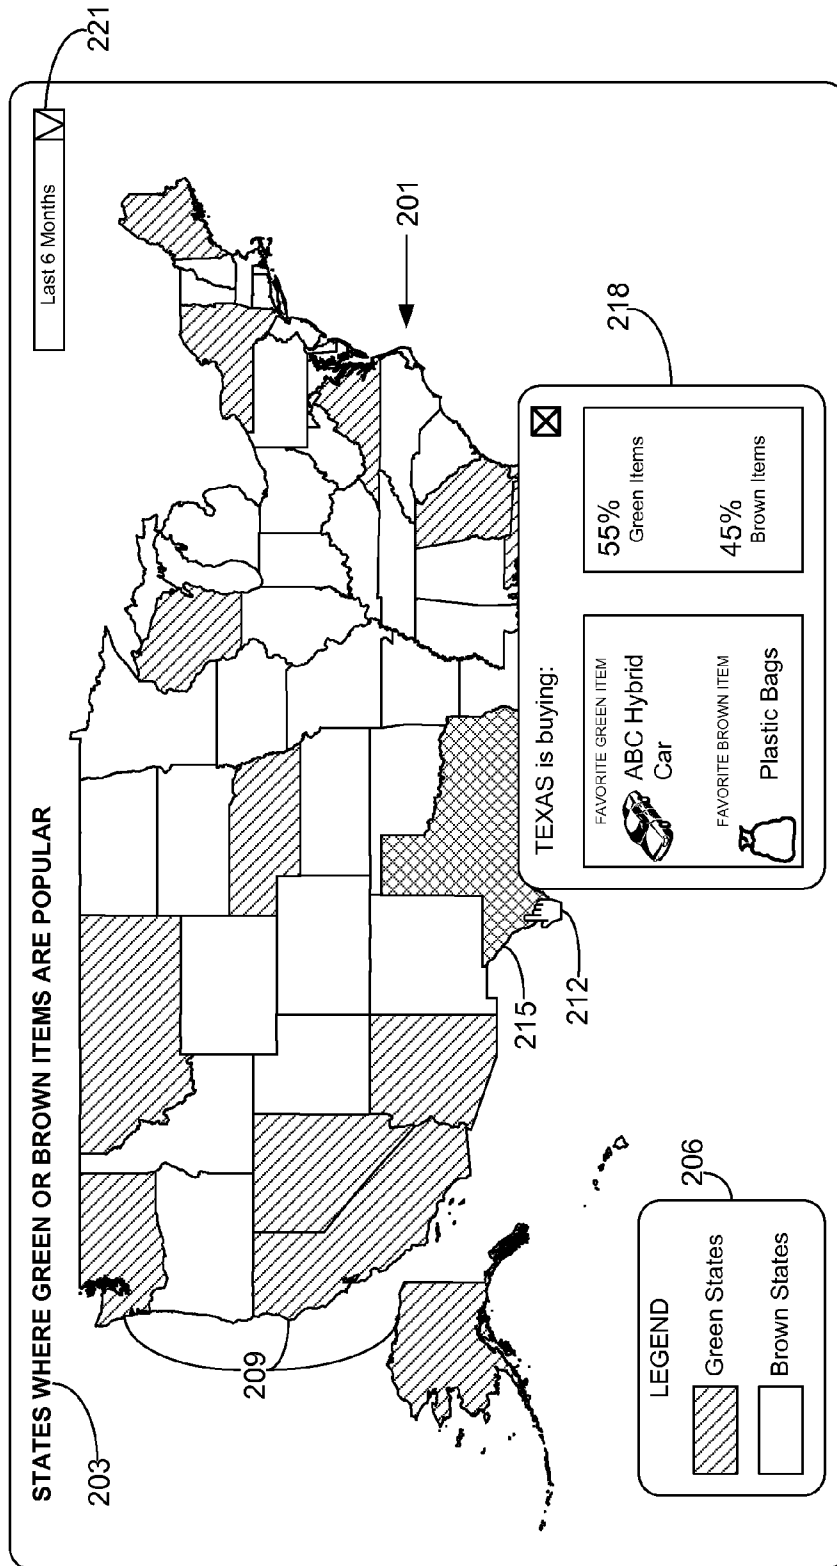 STATES WHERE GREEN OR BROWN ITEMS ARE POPULAR
203
Last 6 Months
221
201
209
215
212
218
TEXAS is buying:
FAVORITE GREEN ITEM
ABC Hybrid
Car
FAVORITE BROWN ITEM
Plastic Bags
55%
Green Items
45%
Brown Items
206
LEGEND
Green States
Brown States